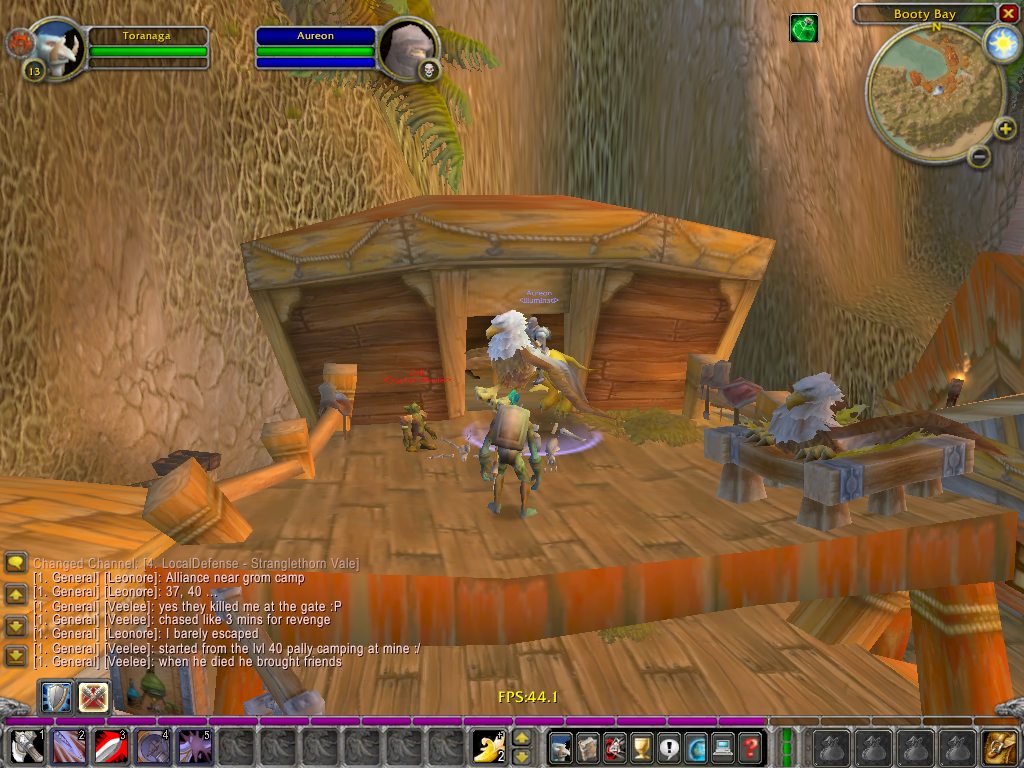 Toranaga
13
Aureon
Booty Bay
N
Aureon
Changed Channel: [4. LocalDefense - Stranglethorn Vale]
[1. General] [Leonore]: Alliance near grom camp
[1. General] [Leonore]: 37, 40 ...
[1. General] [Veelee]: yes they killed me at the gate :P
[1. General] [Veelee]: chased like 3 mins for revenge
[1. General] [Leonore]: I barely escaped
[1. General] [Veelee]: started from the lvl 40 pally camping at mine :/
[1. General] [Veelee]: when he died he brought friends
FPS:44.1
1 2 3 4 5
2